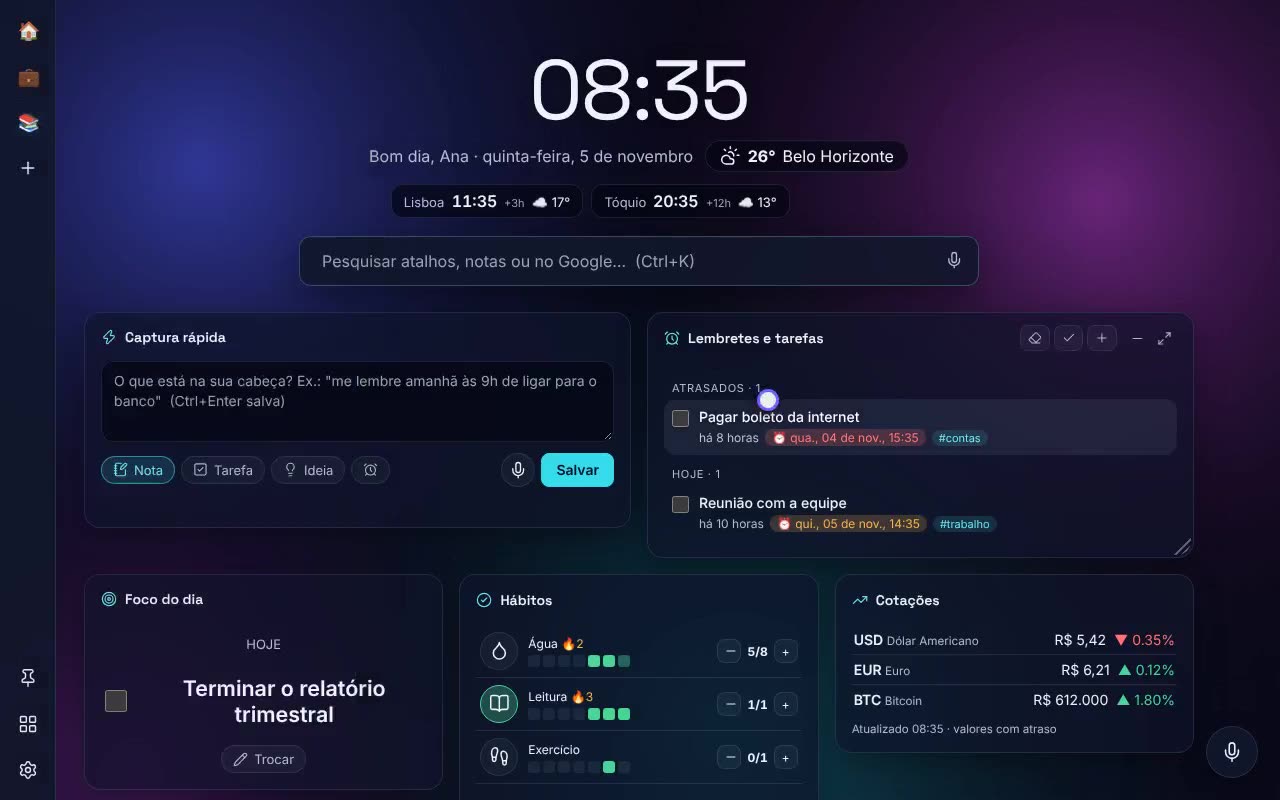 08:35
Bom dia, Ana · quinta-feira, 5 de novembro 26° Belo Horizonte
Lisboa 11:35 +3h 17° Tóquio 20:35 +12h 13°
Pesquisar atalhos, notas ou no Google... (Ctrl+K)
Captura rápida
O que está na sua cabeça? Ex.: "me lembre amanhã às 9h de ligar para o
banco" (Ctrl+Enter salva)
Nota Tarefa Ideia Salvar
Lembretes e tarefas
ATRASADOS · 1
Pagar boleto da internet
há 8 horas ⏰ qua., 04 de nov., 15:35 #contas
HOJE · 1
Reunião com a equipe
há 10 horas ⏰ qui., 05 de nov., 14:35 #trabalho
Foco do dia
HOJE
Terminar o relatório
trimestral
Trocar
Hábitos
Água 🔥2
− 5/8 +
Leitura 🔥3
− 1/1 +
Exercício
− 0/1 +
Cotações
USD Dólar Americano R$ 5,42 ▼ 0.35%
EUR Euro R$ 6,21 ▲ 0.12%
BTC Bitcoin R$ 612.000 ▲ 1.80%
Atualizado 08:35 · valores com atraso